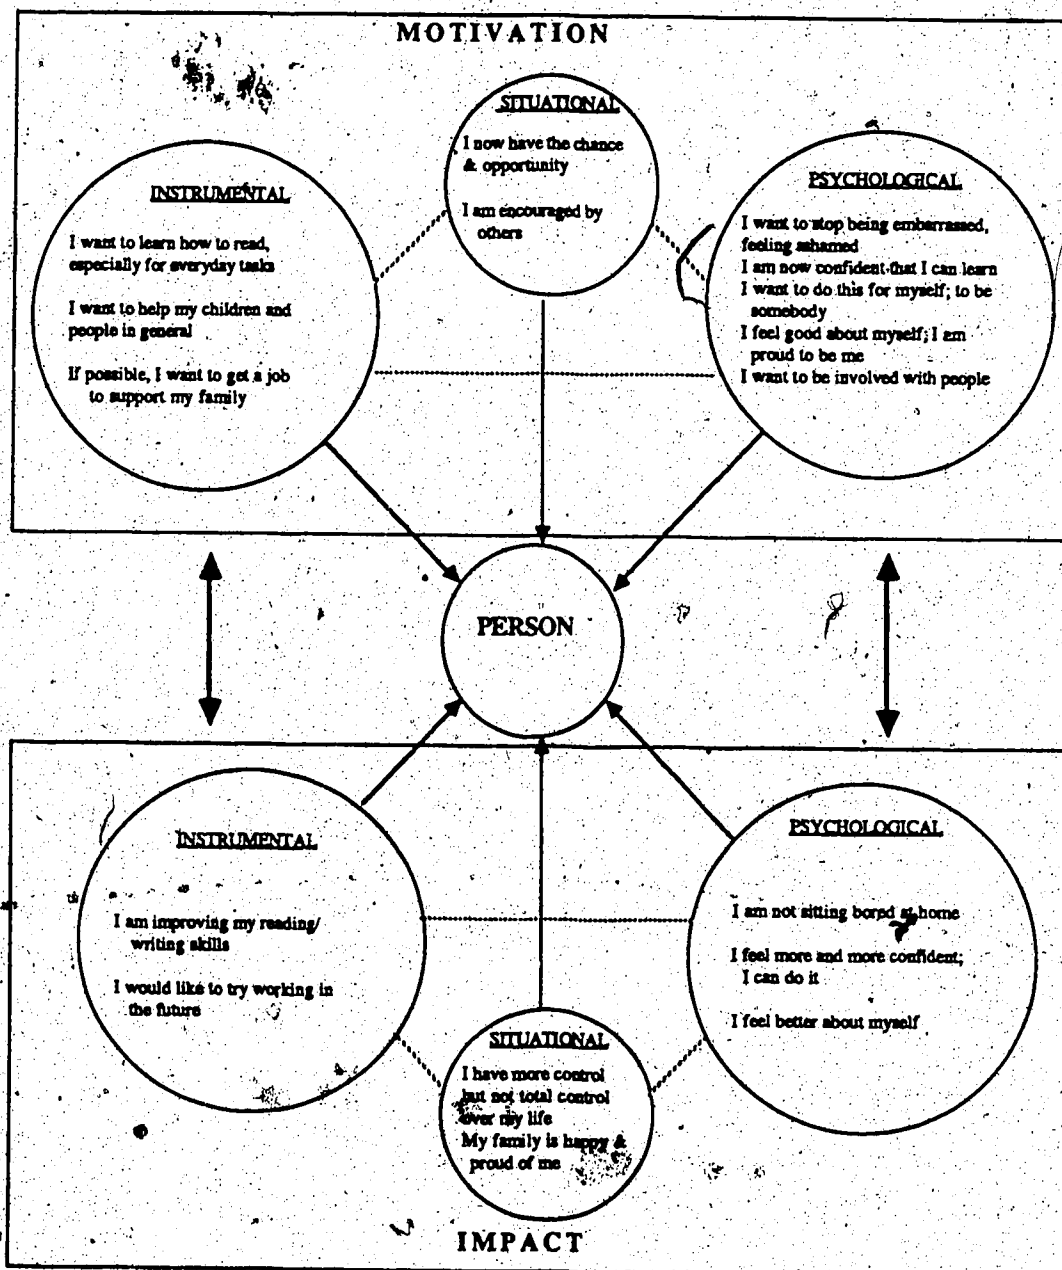 MOTIVATION
SITUATIONAL
I now have the chance
& opportunity
I am encouraged by
others
INSTRUMENTAL
I want to learn how to read,
especially for everyday tasks
I want to help my children and
people in general
If possible, I want to get a job
to support my family
PSYCHOLOGICAL
I want to stop being embarrassed,
feeling ashamed
I am now confident that I can learn
I want to do this for myself; to be
somebody
I feel good about myself; I am
proud to be me
I want to be involved with people
PERSON
INSTRUMENTAL
I am improving my reading/
writing skills
I would like to try working in
the future
PSYCHOLOGICAL
I am not sitting bored at home
I feel more and more confident;
I can do it
I feel better about myself
SITUATIONAL
I have more control
but not total control
over my life
My family is happy &
proud of me
IMPACT